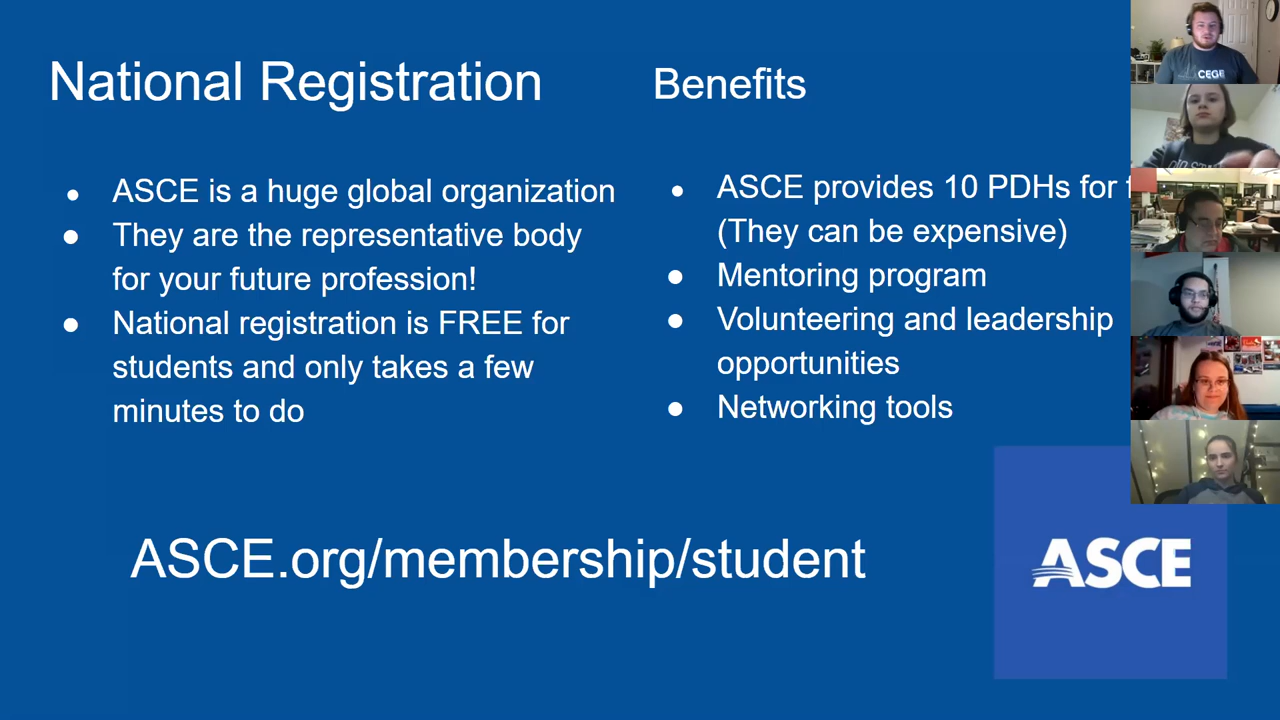 National Registration
● ASCE is a huge global organization
● They are the representative body
for your future profession!
● National registration is FREE for
students and only takes a few
minutes to do
Benefits
● ASCE provides 10 PDHs for
(They can be expensive)
● Mentoring program
● Volunteering and leadership
opportunities
● Networking tools
ASCE.org/membership/student
ASCE
CEGE